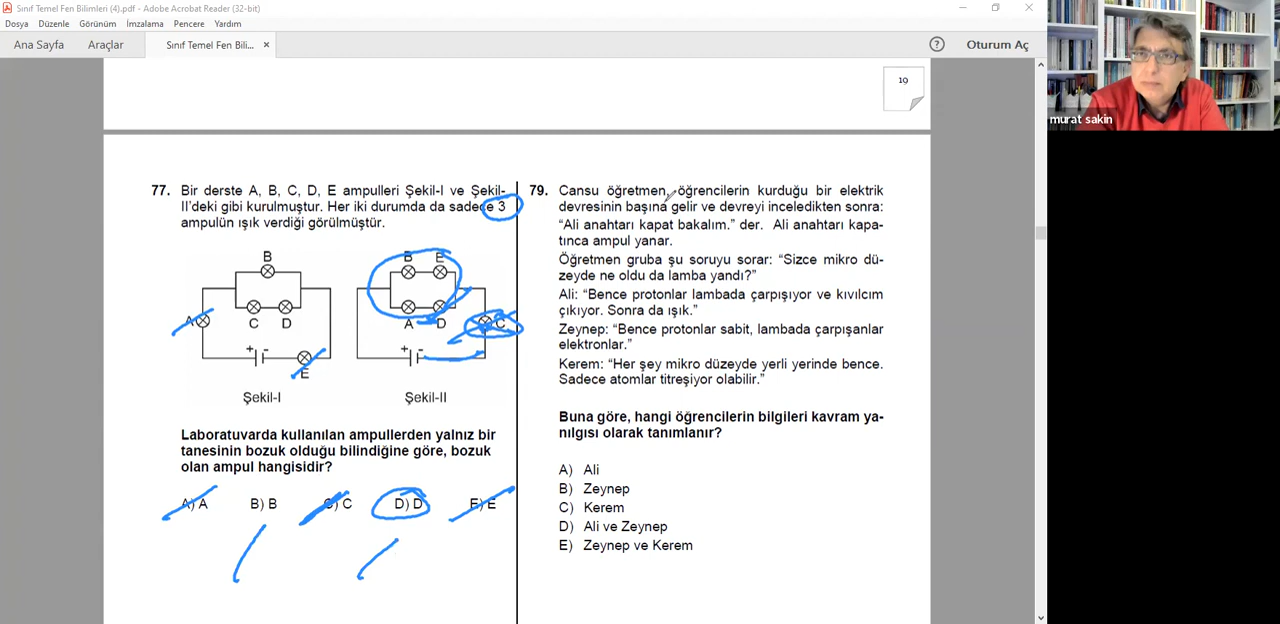 Sınıf Temel Fen Bilimleri (4).pdf - Adobe Acrobat Reader (32-bit)
Dosya Düzenle Görünüm İmzalama Pencere Yardım
Ana Sayfa Araçlar Sınıf Temel Fen Bili... × Oturum Aç
murat sakin
19
77. Bir derste A, B, C, D, E ampulleri Şekil-I ve Şekil-
II'deki gibi kurulmuştur. Her iki durumda da sadece 3
ampulün ışık verdiği görülmüştür.
B
C D
A
+ -
E
Şekil-I
B E
A D
C
+ -
Şekil-II
Laboratuvarda kullanılan ampullerden yalnız bir
tanesinin bozuk olduğu bilindiğine göre, bozuk
olan ampul hangisidir?
A) A B) B C) C D) D E) E
79. Cansu öğretmen, öğrencilerin kurduğu bir elektrik
devresinin başına gelir ve devreyi inceledikten sonra:
“Ali anahtarı kapat bakalım.” der. Ali anahtarı kapa-
tınca ampul yanar.
Öğretmen gruba şu soruyu sorar: “Sizce mikro dü-
zeyde ne oldu da lamba yandı?”
Ali: “Bence protonlar lambada çarpışıyor ve kıvılcım
çıkıyor. Sonra da ışık.”
Zeynep: “Bence protonlar sabit, lambada çarpışanlar
elektronlar.”
Kerem: “Her şey mikro düzeyde yerli yerinde bence.
Sadece atomlar titreşiyor olabilir.”
Buna göre, hangi öğrencilerin bilgileri kavram ya-
nılgısı olarak tanımlanır?
A) Ali
B) Zeynep
C) Kerem
D) Ali ve Zeynep
E) Zeynep ve Kerem